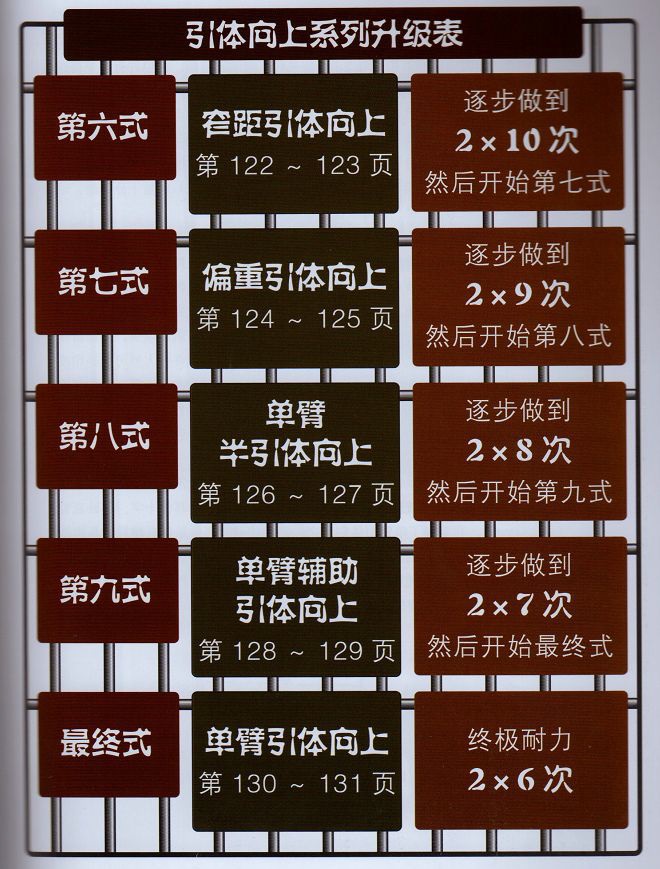 引体向上系列升级表
第六式
窄距引体向上
第 122 ~ 123 页
逐步做到
2×10 次
然后开始第七式
第七式
偏重引体向上
第 124 ~ 125 页
逐步做到
2×9 次
然后开始第八式
第八式
单臂
半引体向上
第 126 ~ 127 页
逐步做到
2×8 次
然后开始第九式
第九式
单臂辅助
引体向上
第 128 ~ 129 页
逐步做到
2×7 次
然后开始最终式
最终式
单臂引体向上
第 130 ~ 131 页
终极耐力
2×6 次